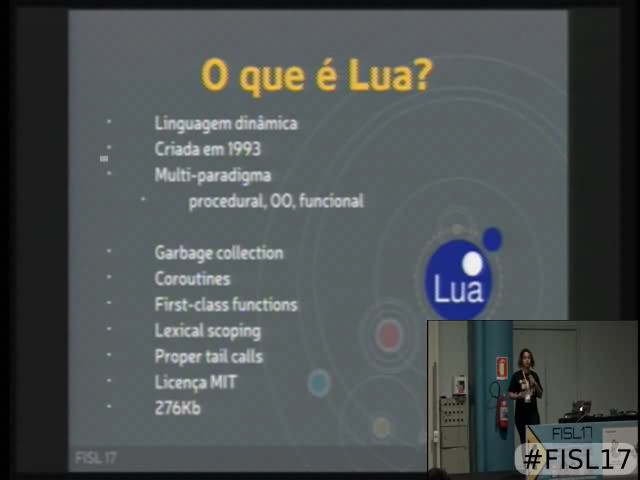 O que é Lua?
Linguagem dinâmica
Criada em 1993
Multi-paradigma
procedural, OO, funcional
Garbage collection
Coroutines
First-class functions
Lexical scoping
Proper tail calls
Licença MIT
276Kb
Lua
FISL 17
FISL17
#FISL17